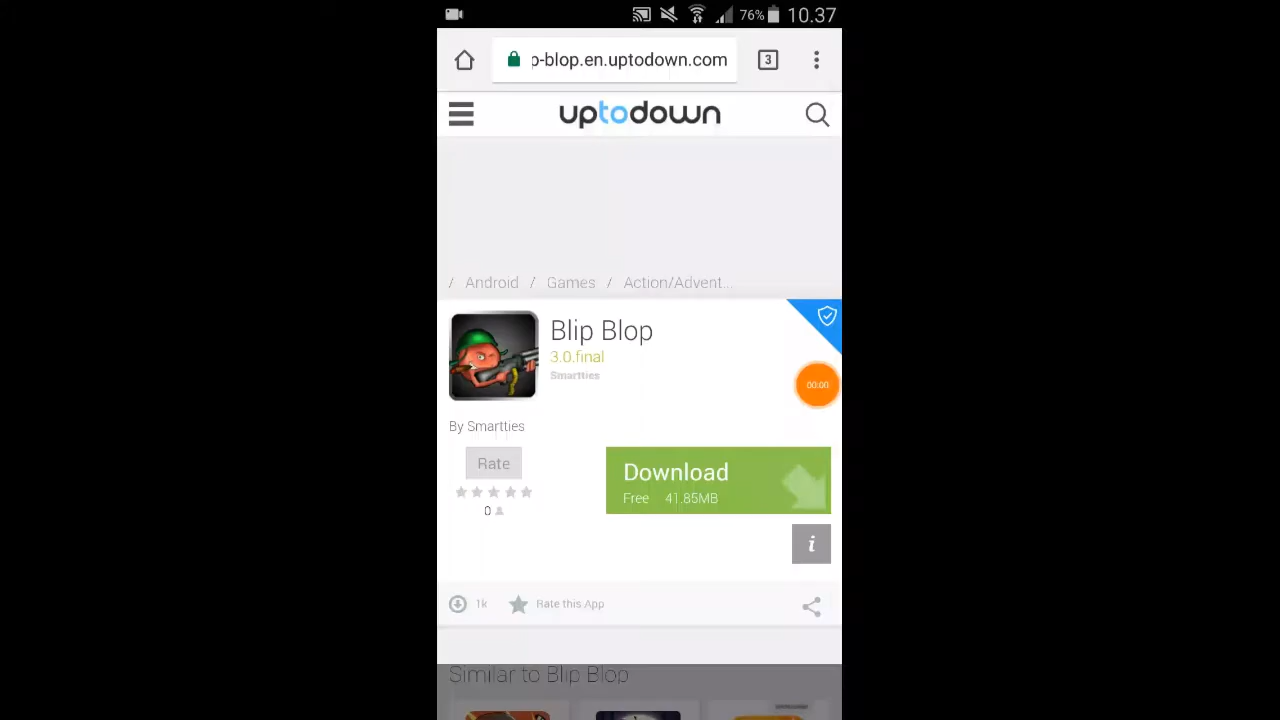 76% 10.37
p-blop.en.uptodown.com 3
uptodown
/ Android / Games / Action/Advent...
Blip Blop
3.0.final
Smartties
00:00
By Smartties
Rate
Download
Free 41.85MB
0
i
1k Rate this App
Similar to Blip Blop